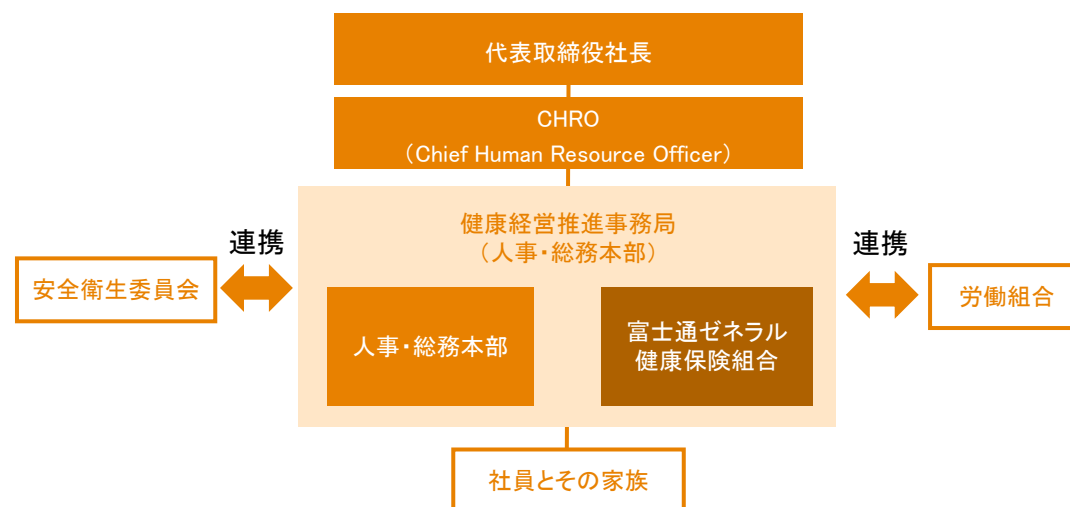 代表取締役社長
CHRO
（Chief Human Resource Officer）
健康経営推進事務局
（人事・総務本部）
連携
連携
安全衛生委員会
労働組合
人事・総務本部
富士通ゼネラル
健康保険組合
社員とその家族